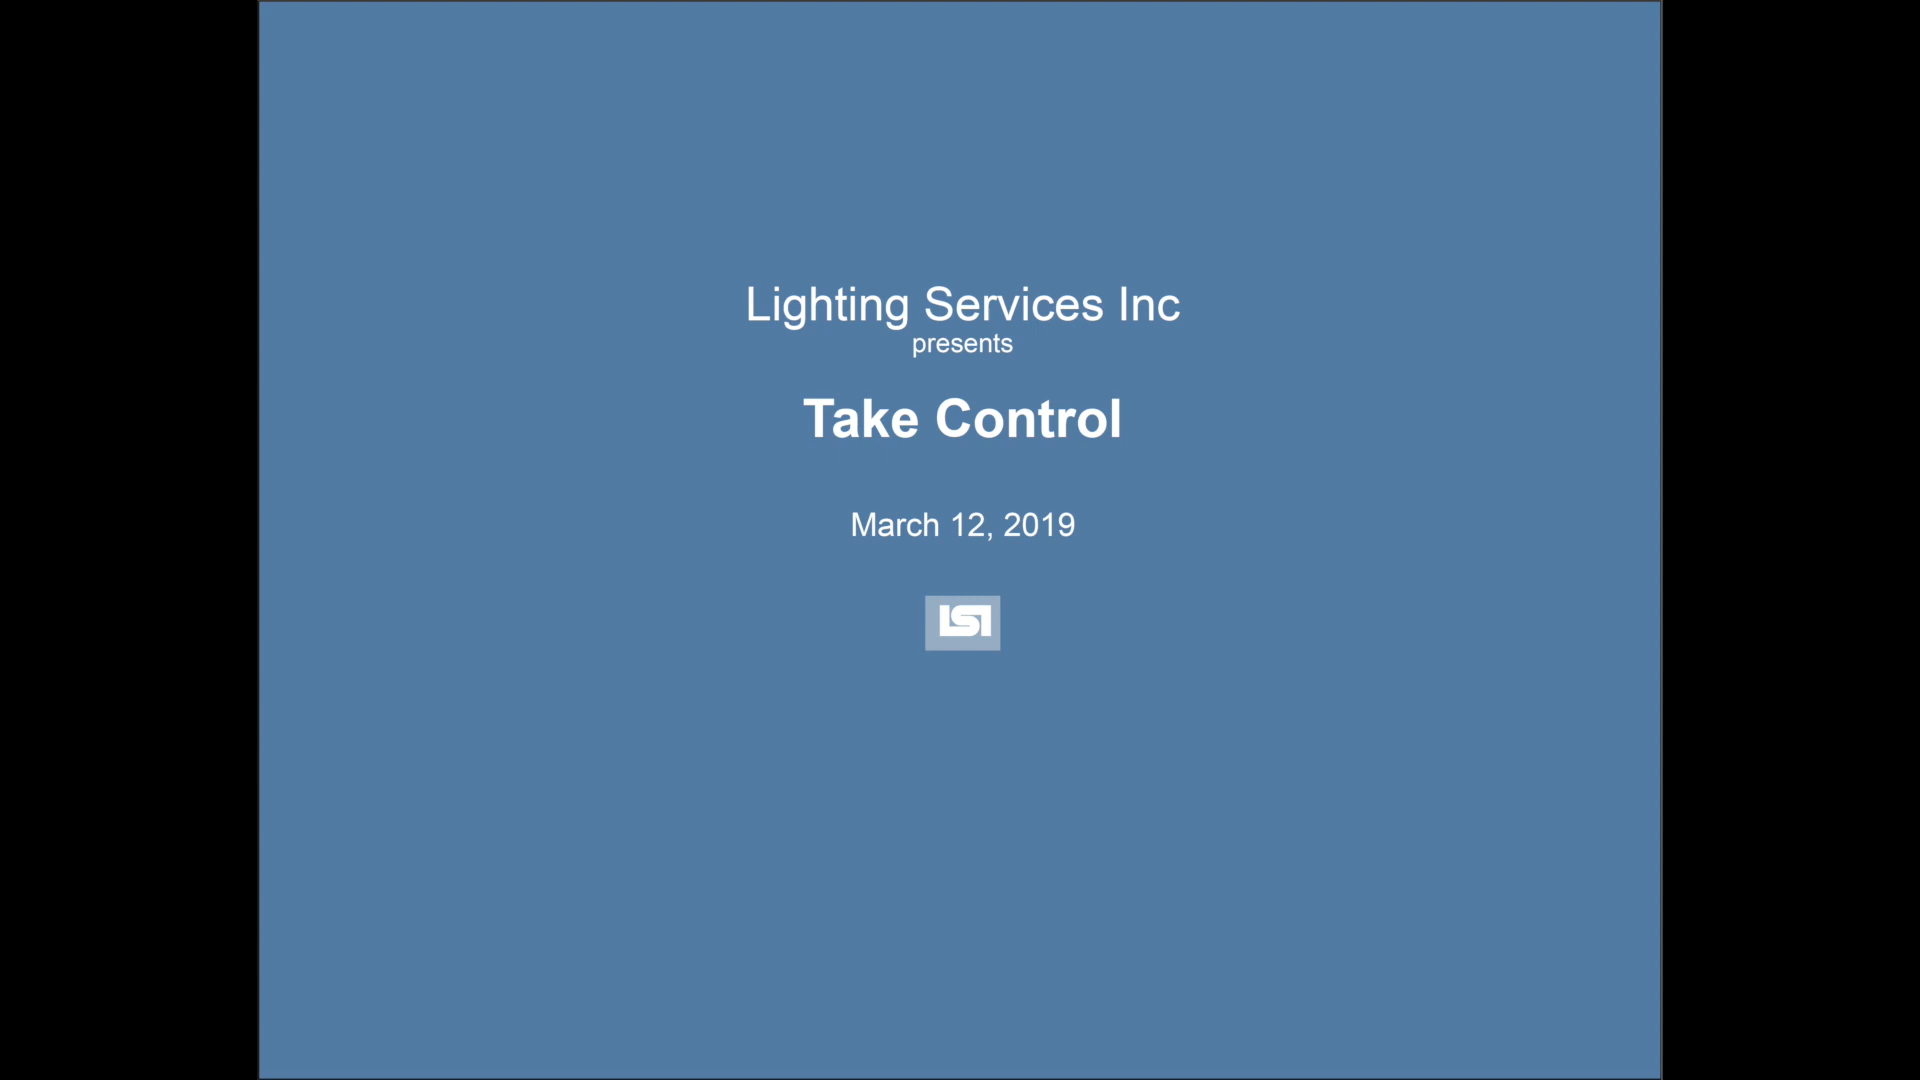 Lighting Services Inc
presents
Take Control
March 12, 2019
LSI